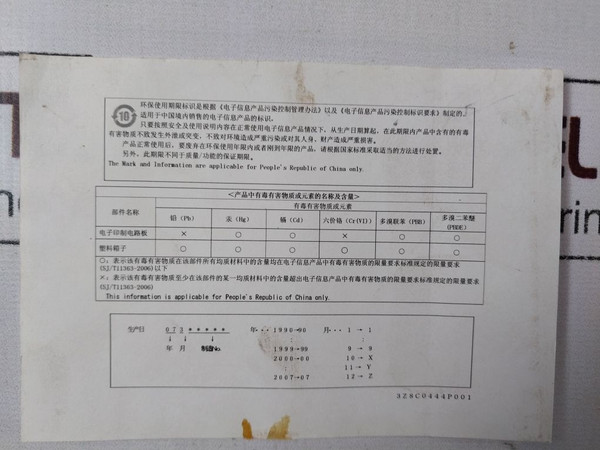 环保使用期限标识是根据《电子信息产品污染控制管理办法》以及《电子信息产品污染控制标识要求》制定的,
10
适用于中国境内销售的电子信息产品的标识。
只要按照安全及使用说明内容在正常使用电子信息产品情况下,从生产日期算起,在此期限内产品中含有的有毒
有害物质不致发生外泄或突变,不致对环境造成严重污染或对其人身,财产造成严重损害。
产品正常使用后,要废弃在环保使用年限内或者刚到年限的产品,请根据国家标准采取适当的方法进行处置。
另外,此期限不同于质量/功能的保证期限。
The Mark and Information are applicable for People's Republic of China only.
<产品中有毒有害物质或元素的名称及含量>
部件名称 有毒有害物质或元素
铅(Pb) 汞(Hg) 镉(Cd) 六价铬(Cr(VI)) 多溴联苯(PBB) 多溴二苯醚(PBDE)
电子印制电路板 × ○ ○ × ○ ○
塑料箱子 ○ ○ ○ ○ ○ ○
○:表示该有毒有害物质在该部件所有均质材料中的含量均在电子信息产品中有毒有害物质的限量要求标准规定的限量要求
(SJ/T11363-2006)以下
×:表示该有毒有害物质至少在该部件的某一均质材料中的含量超出电子信息产品中有毒有害物质的限量要求标准规定的限量要求
(SJ/T11363-2006)
This information is applicable for People's Republic of China only.
生产日 073***** 年···1990→90 月···1→1
↓ ↓ ↓ : :
年 月 制造No. 1999→99 9→9
2000→00 10→X
: 11→Y
2007→07 12→Z
328C0444P001